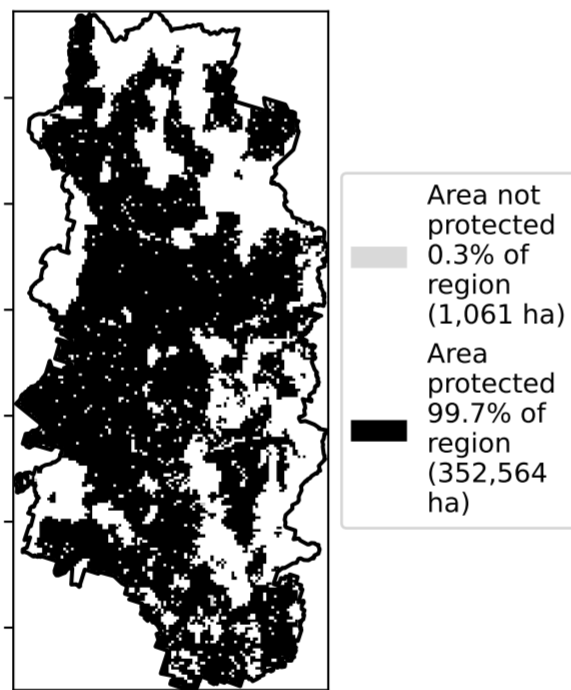 Area not
protected
0.3% of
region
(1,061 ha)
Area
protected
99.7% of
region
(352,564
ha)